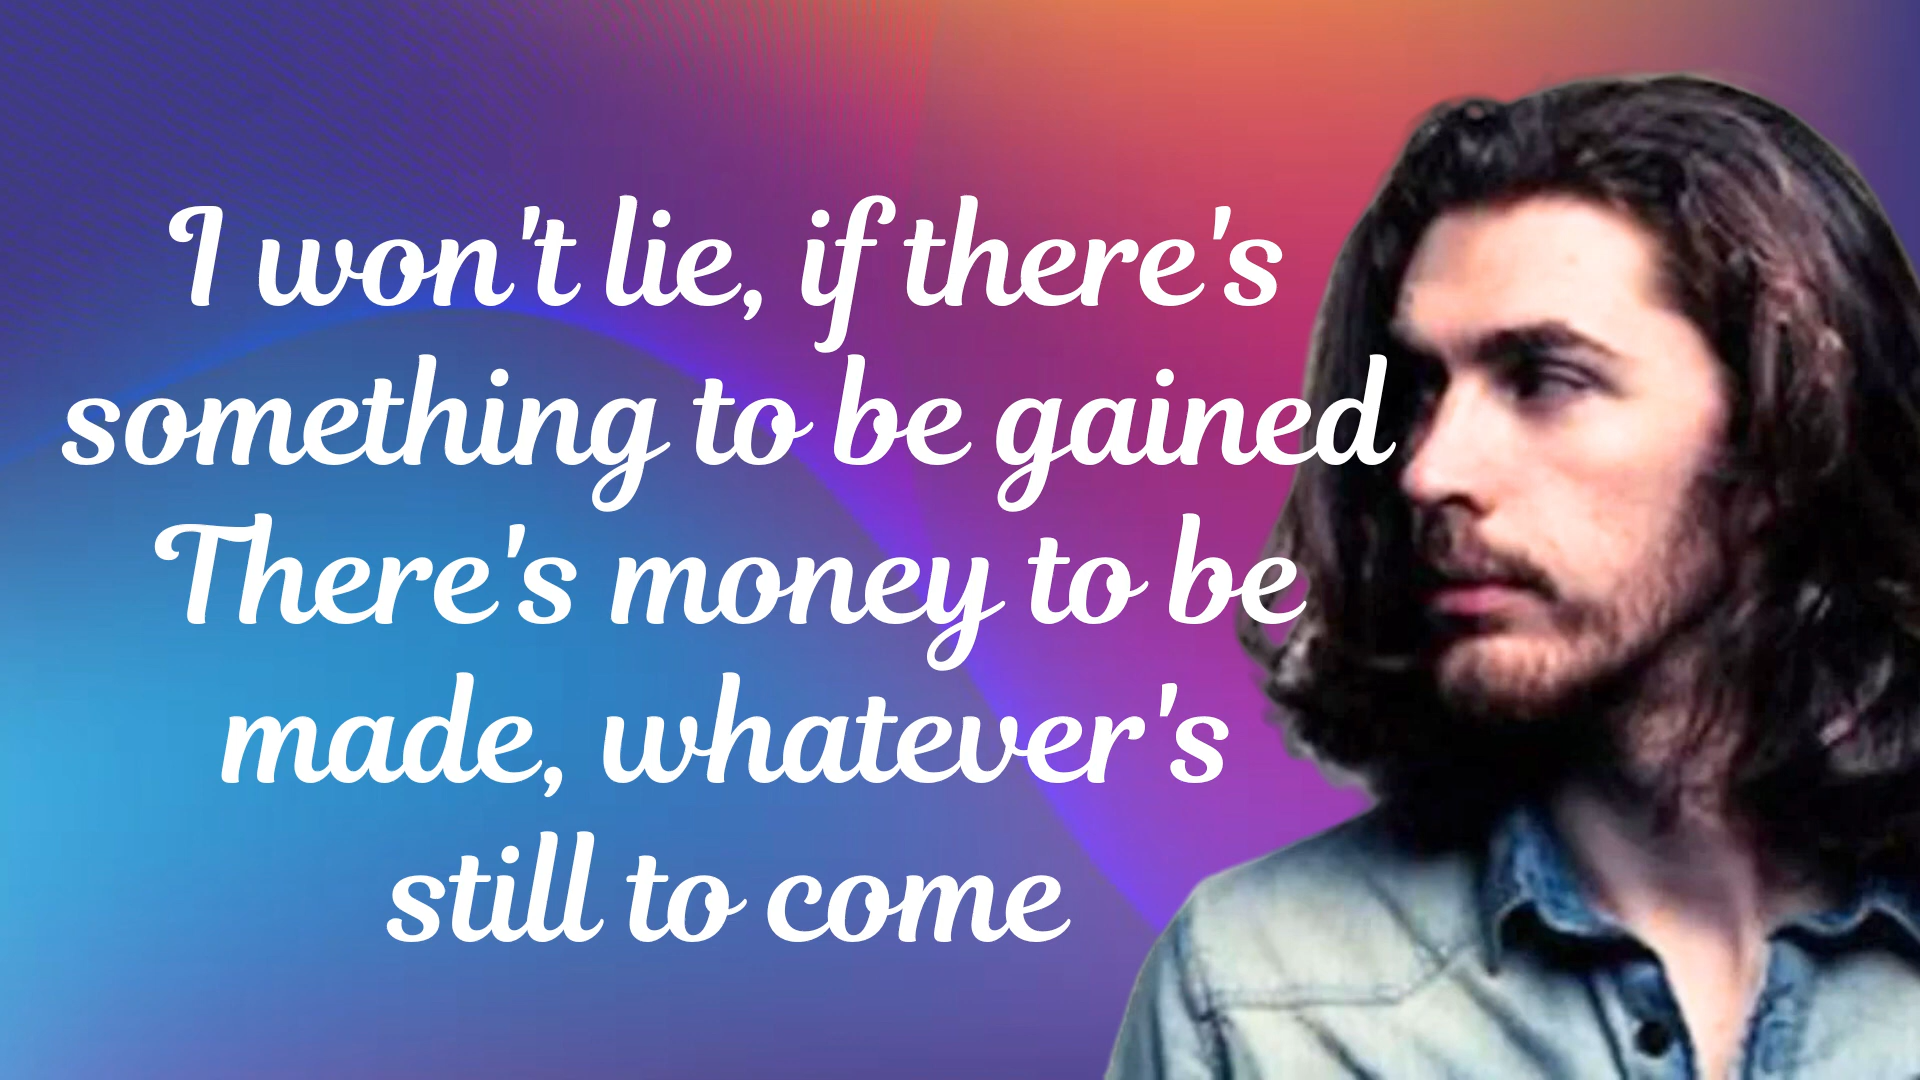 I won't lie, if there's
something to be gained
There's money to be
made, whatever's
still to come